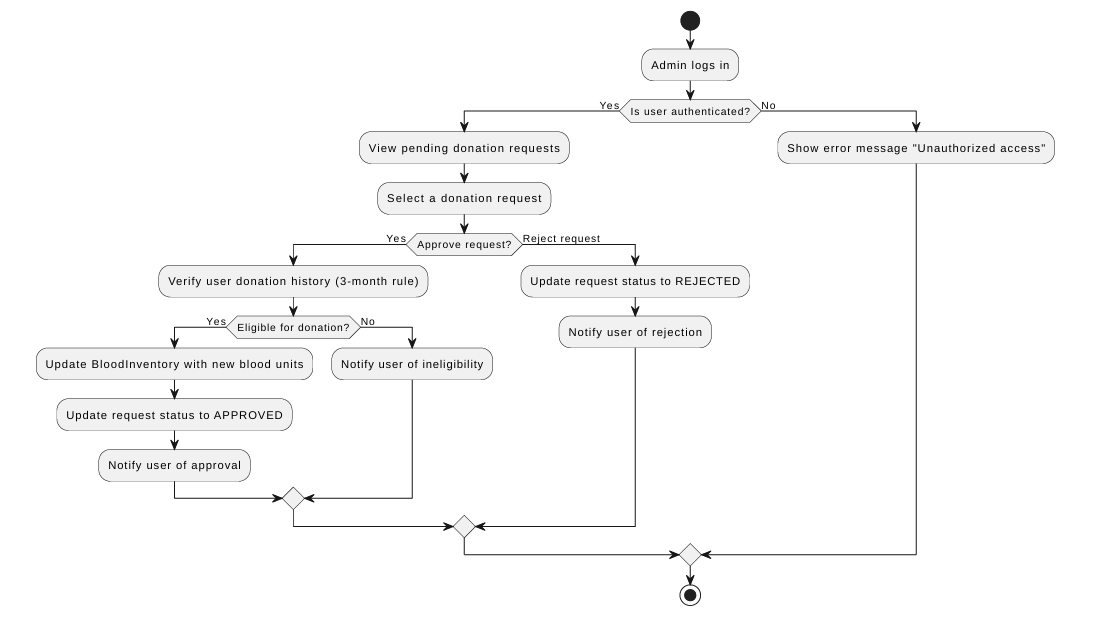 Admin logs in
Yes
Is user authenticated?
No
View pending donation requests
Show error message "Unauthorized access"
Select a donation request
Yes
Approve request?
Reject request
Verify user donation history (3-month rule)
Update request status to REJECTED
Yes
Eligible for donation?
No
Notify user of rejection
Update BloodInventory with new blood units
Notify user of ineligibility
Update request status to APPROVED
Notify user of approval